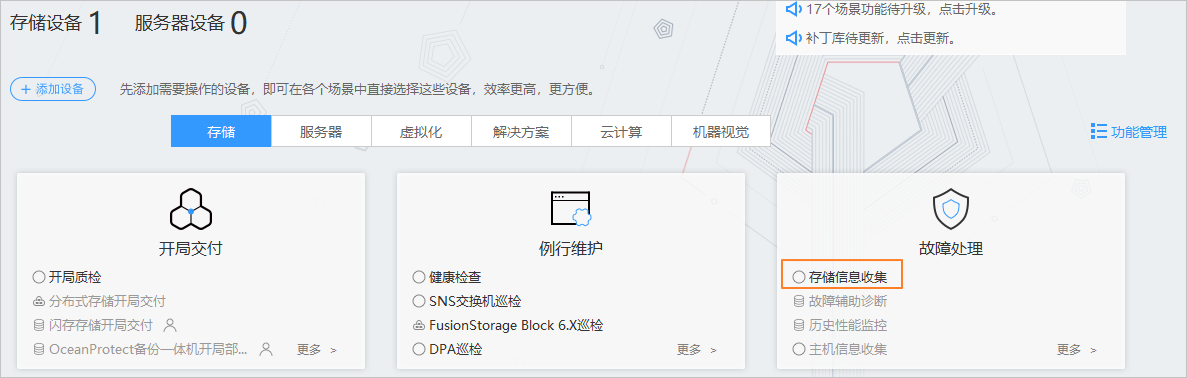 存储设备 1 服务器设备 0
17个场景功能待升级，点击升级。
补丁库待更新，点击更新。
+ 添加设备 先添加需要操作的设备，即可在各个场景中直接选择这些设备，效率更高，更方便。
存储 服务器 虚拟化 解决方案 云计算 机器视觉 功能管理
开局交付
开局质检
分布式存储开局交付
闪存存储开局交付
OceanProtect备份一体机开局部... 更多 >
例行维护
健康检查
SNS交换机巡检
FusionStorage Block 6.X巡检
DPA巡检 更多 >
故障处理
存储信息收集
故障辅助诊断
历史性能监控
主机信息收集 更多 >